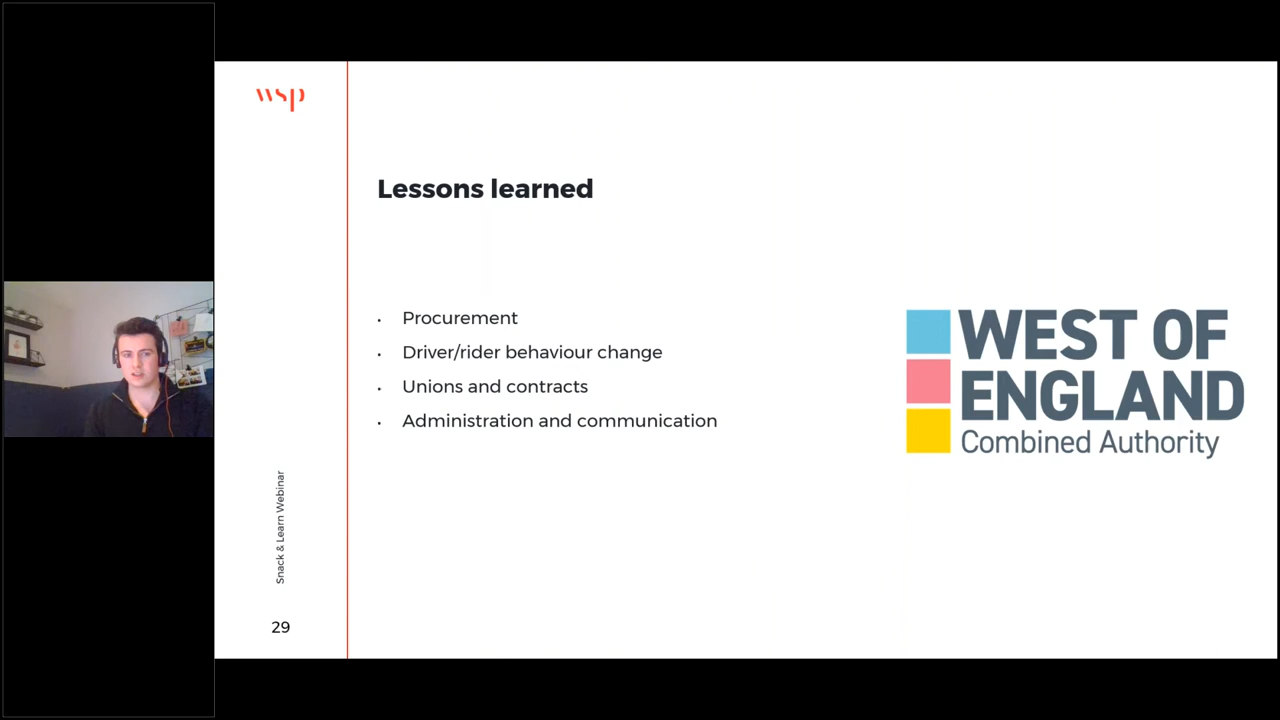 wsp
Lessons learned
• Procurement
• Driver/rider behaviour change
• Unions and contracts
• Administration and communication
WEST OF
ENGLAND
Combined Authority
Snack & Learn Webinar
29